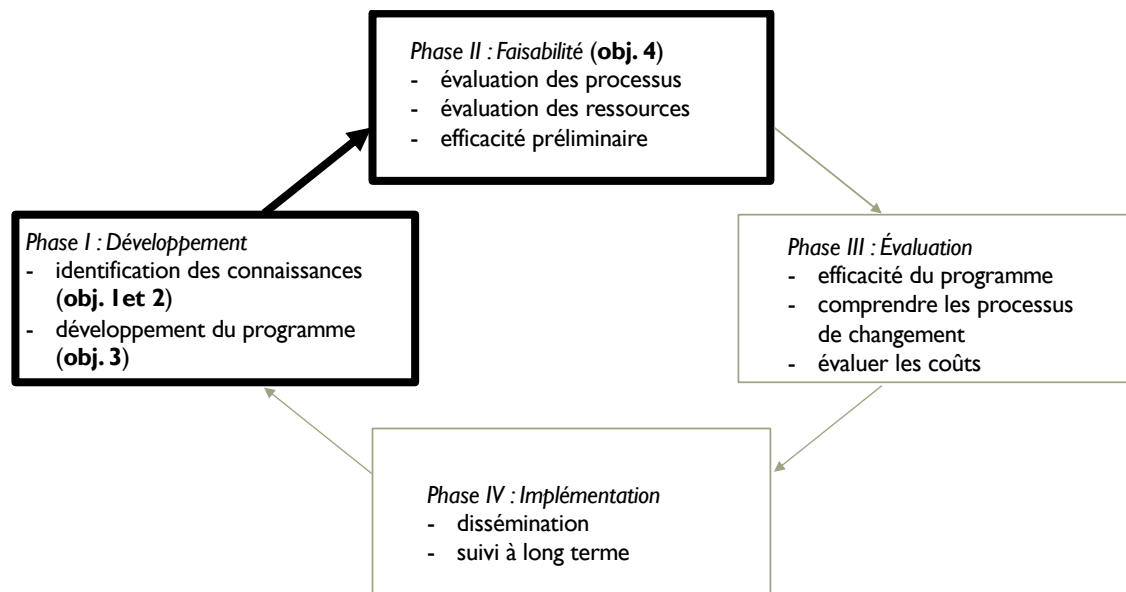 Phase II : Faisabilité (obj. 4)
- évaluation des processus
- évaluation des ressources
- efficacité préliminaire
Phase I : Développement
- identification des connaissances
(obj. 1et 2)
- développement du programme
(obj. 3)
Phase III : Évaluation
- efficacité du programme
- comprendre les processus
de changement
- évaluer les coûts
Phase IV : Implémentation
- dissémination
- suivi à long terme